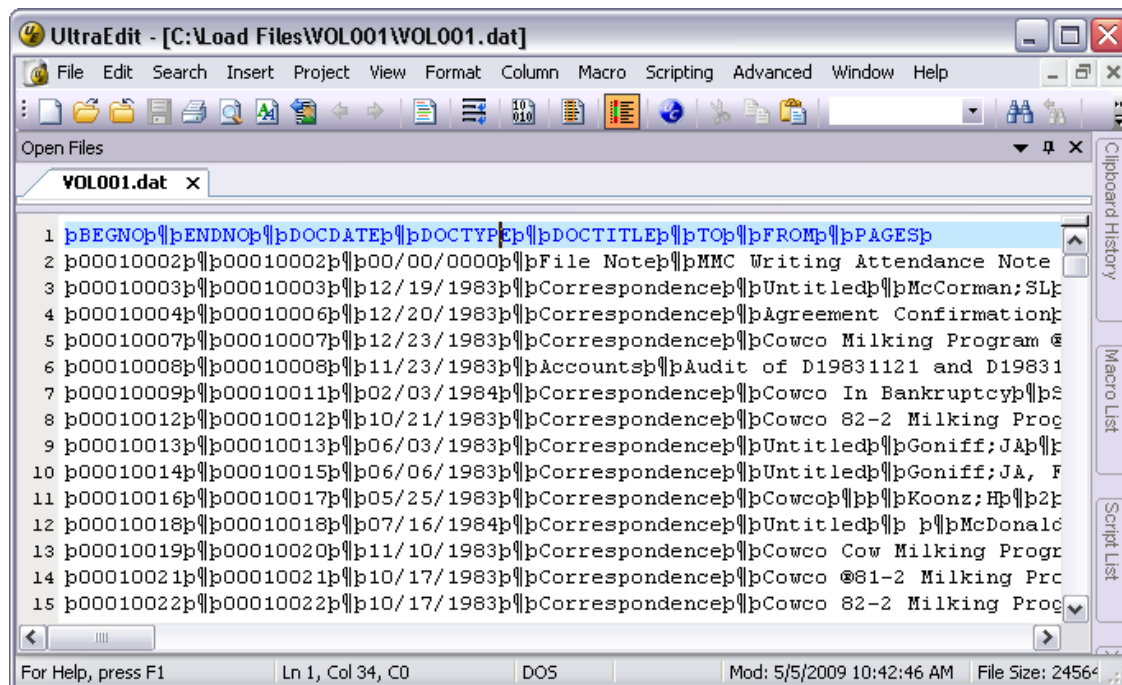 UltraEdit - [C:\Load Files\VOL001\VOL001.dat]
File Edit Search Insert Project View Format Column Macro Scripting Advanced Window Help
Open Files
VOL001.dat x
1 þBEGNOþ¶þENDNOþ¶þDOCDATEþ¶þDOCTYPEþ¶þDOCTITLEþ¶þTOþ¶þFROMþ¶þPAGESþ
2 þ00010002þ¶þ00010002þ¶þ00/00/0000þ¶þFile Noteþ¶þMMC Writing Attendance Note
3 þ00010003þ¶þ00010003þ¶þ12/19/1983þ¶þCorrespondenceþ¶þUntitledþ¶þMcCorman;SLþ
4 þ00010004þ¶þ00010006þ¶þ12/20/1983þ¶þCorrespondenceþ¶þAgreement Confirmationþ
5 þ00010007þ¶þ00010007þ¶þ12/23/1983þ¶þCorrespondenceþ¶þCowco Milking Program ®
6 þ00010008þ¶þ00010008þ¶þ11/23/1983þ¶þAccountsþ¶þAudit of D19831121 and D19831
7 þ00010009þ¶þ00010011þ¶þ02/03/1984þ¶þCorrespondenceþ¶þCowco In Bankruptcyþ¶þS
8 þ00010012þ¶þ00010012þ¶þ10/21/1983þ¶þCorrespondenceþ¶þCowco 82-2 Milking Prog
9 þ00010013þ¶þ00010013þ¶þ06/03/1983þ¶þCorrespondenceþ¶þUntitledþ¶þGoniff;JAþ¶þ
10 þ00010014þ¶þ00010015þ¶þ06/06/1983þ¶þCorrespondenceþ¶þUntitledþ¶þGoniff;JA, F
11 þ00010016þ¶þ00010017þ¶þ05/25/1983þ¶þCorrespondenceþ¶þCowcoþ¶þþ¶þKoonz;Hþ¶þ2þ
12 þ00010018þ¶þ00010018þ¶þ07/16/1984þ¶þCorrespondenceþ¶þUntitledþ¶þ þ¶þMcDonald
13 þ00010019þ¶þ00010020þ¶þ11/10/1983þ¶þCorrespondenceþ¶þCowco Cow Milking Progr
14 þ00010021þ¶þ00010021þ¶þ10/17/1983þ¶þCorrespondenceþ¶þCowco ®81-2 Milking Pro
15 þ00010022þ¶þ00010022þ¶þ10/17/1983þ¶þCorrespondenceþ¶þCowco 82-2 Milking Prog
Clipboard History
Macro List
Script List
For Help, press F1 Ln 1, Col 34, C0 DOS Mod: 5/5/2009 10:42:46 AM File Size: 24564